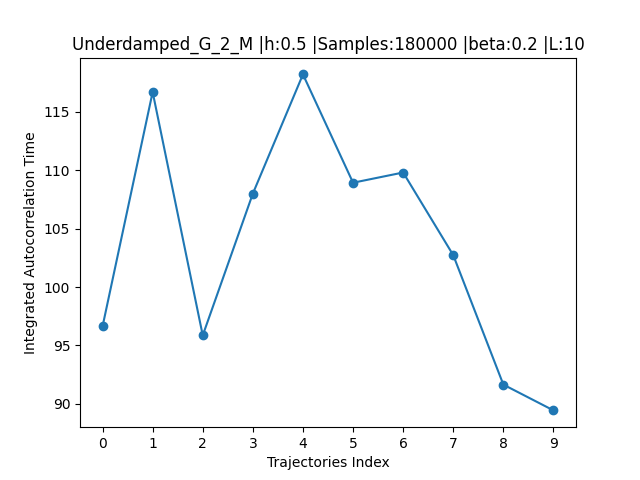 Underdamped_G_2_M |h:0.5 |Samples:180000 |beta:0.2 |L:10
Integrated Autocorrelation Time
115
110
105
100
95
90
0 1 2 3 4 5 6 7 8 9
Trajectories Index